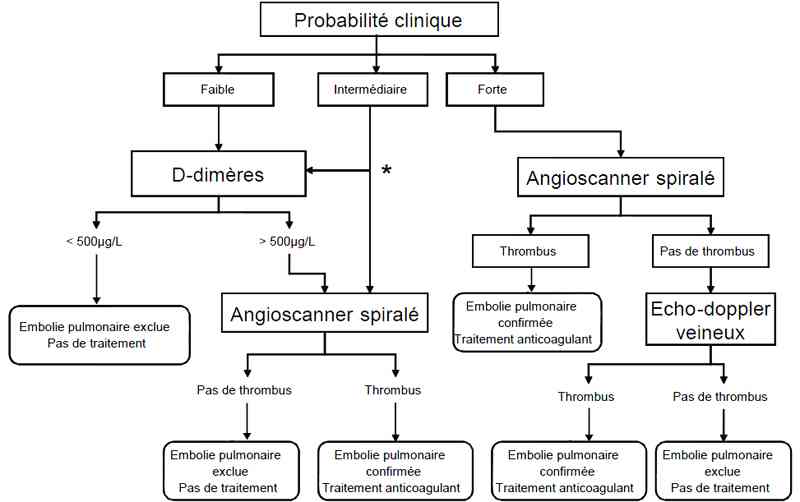 Probabilité clinique
Faible
Intermédiaire
Forte
D-dimères
*
Angioscanner spiralé
< 500µg/L
> 500µg/L
Thrombus
Pas de thrombus
Embolie pulmonaire exclue
Pas de traitement
Angioscanner spiralé
Embolie pulmonaire
confirmée
Traitement anticoagulant
Echo-doppler
veineux
Pas de thrombus
Thrombus
Thrombus
Pas de thrombus
Embolie pulmonaire
exclue
Pas de traitement
Embolie pulmonaire
confirmée
Traitement anticoagulant
Embolie pulmonaire
confirmée
Traitement anticoagulant
Embolie pulmonaire
exclue
Pas de traitement